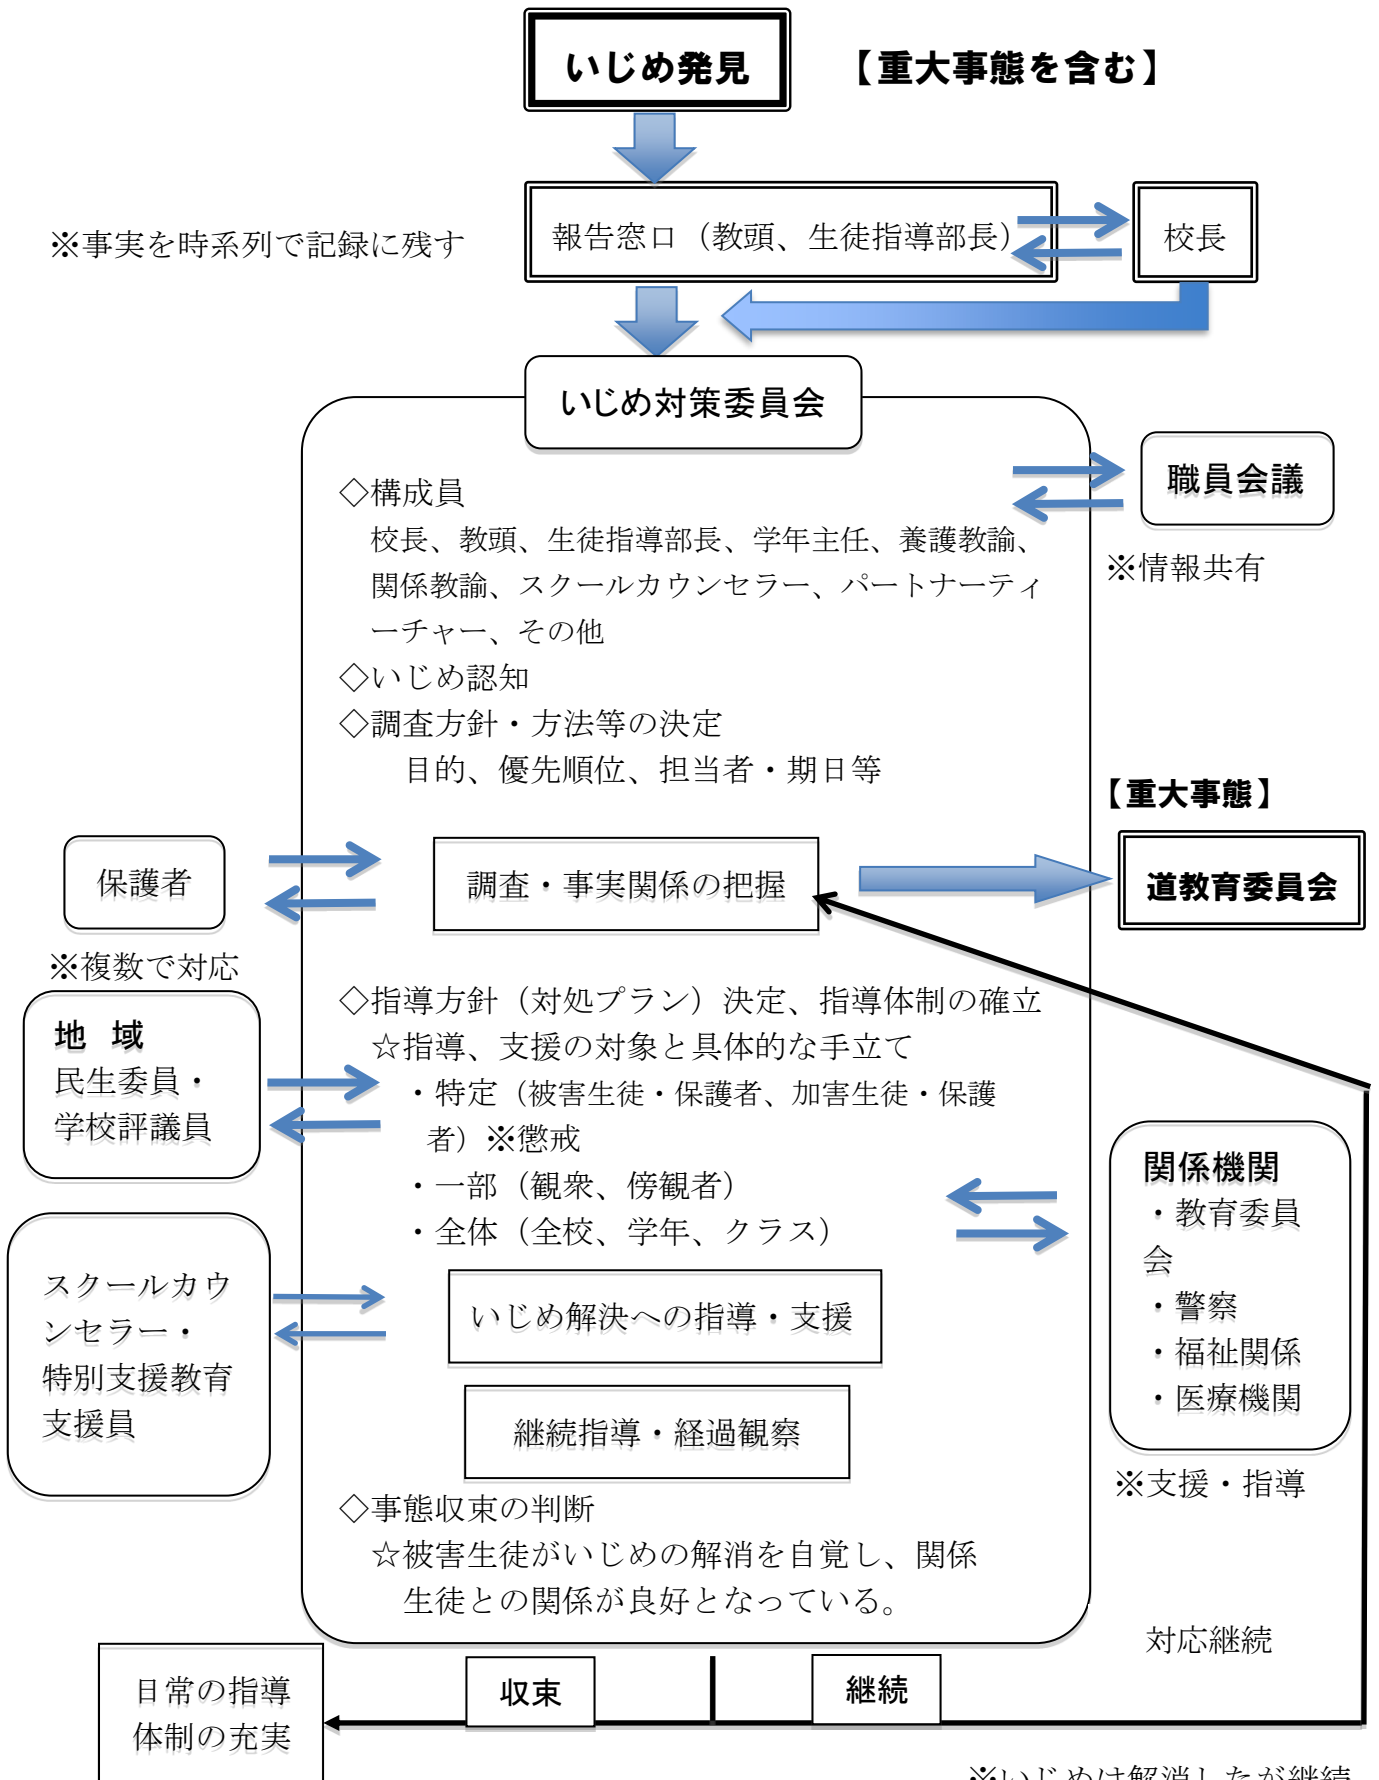 いじめ発見
【重大事態を含む】
※事実を時系列で記録に残す
報告窓口（教頭、生徒指導部長）
校長
いじめ対策委員会
◇構成員
校長、教頭、生徒指導部長、学年主任、養護教諭、
関係教諭、スクールカウンセラー、パートナーティ
ーチャー、その他
職員会議
※情報共有
◇いじめ認知
◇調査方針・方法等の決定
目的、優先順位、担当者・期日等
【重大事態】
保護者
※複数で対応
調査・事実関係の把握
道教育委員会
地　域
民生委員・
学校評議員
◇指導方針（対処プラン）決定、指導体制の確立
☆指導、支援の対象と具体的な手立て
・特定（被害生徒・保護者、加害生徒・保護
者）※懲戒
・一部（観衆、傍観者）
・全体（全校、学年、クラス）
関係機関
・教育委員
会
・警察
・福祉関係
・医療機関
※支援・指導
スクールカウ
ンセラー・
特別支援教育
支援員
いじめ解決への指導・支援
継続指導・経過観察
◇事態収束の判断
☆被害生徒がいじめの解消を自覚し、関係
生徒との関係が良好となっている。
対応継続
日常の指導
体制の充実
収束
継続
※いじめは解消したが継続